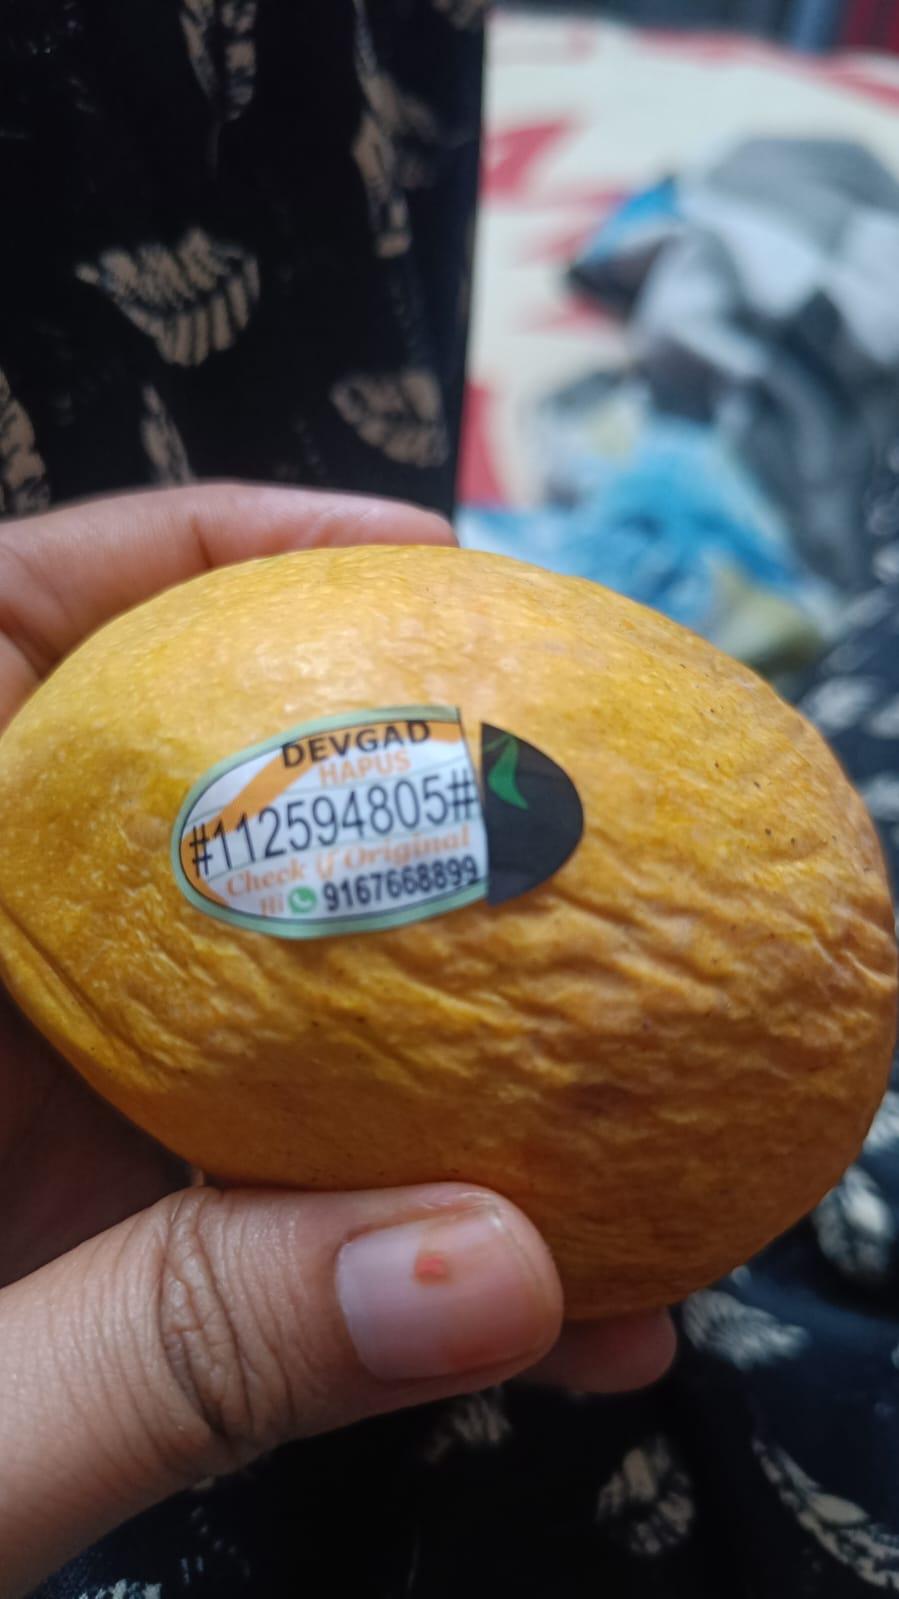 DEVGAD
HAPUS
#112594805#
Check if Original
Hi 9167668899